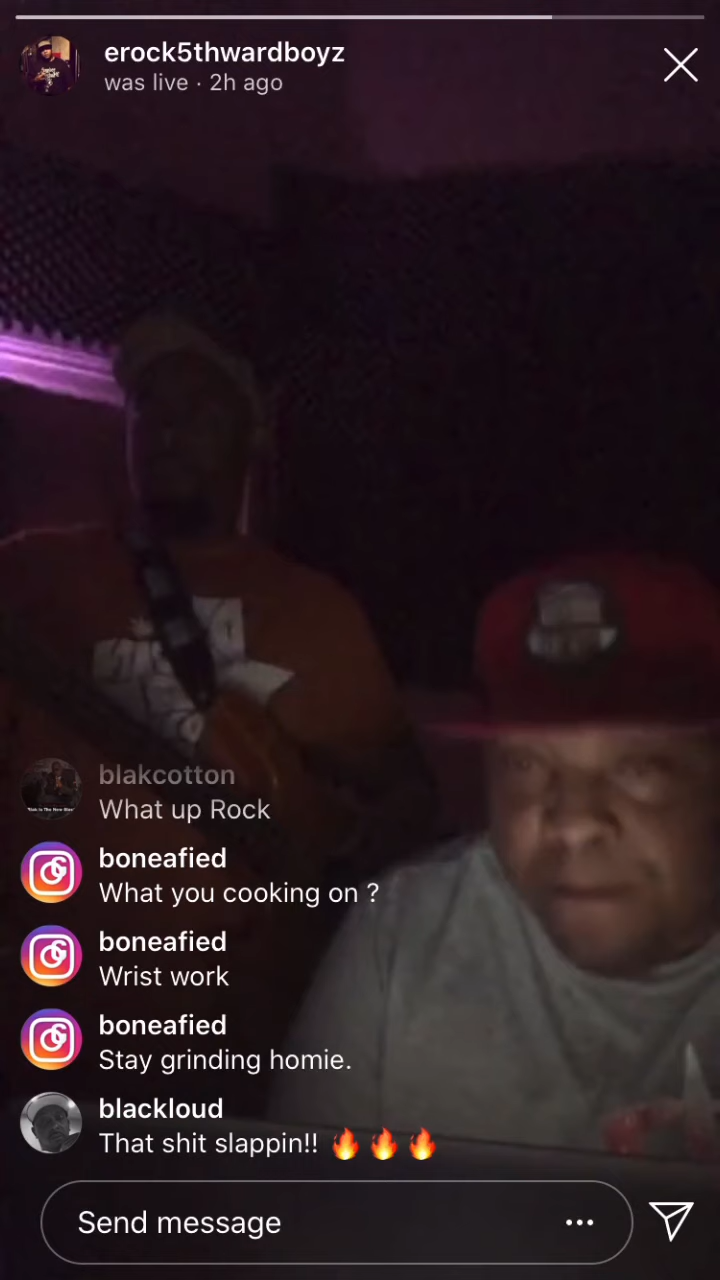 erock5thwardboyz
was live · 2h ago
blakcotton
What up Rock
boneafied
What you cooking on ?
boneafied
Wrist work
boneafied
Stay grinding homie.
blackloud
That shit slappin!! 🔥🔥🔥
Send message